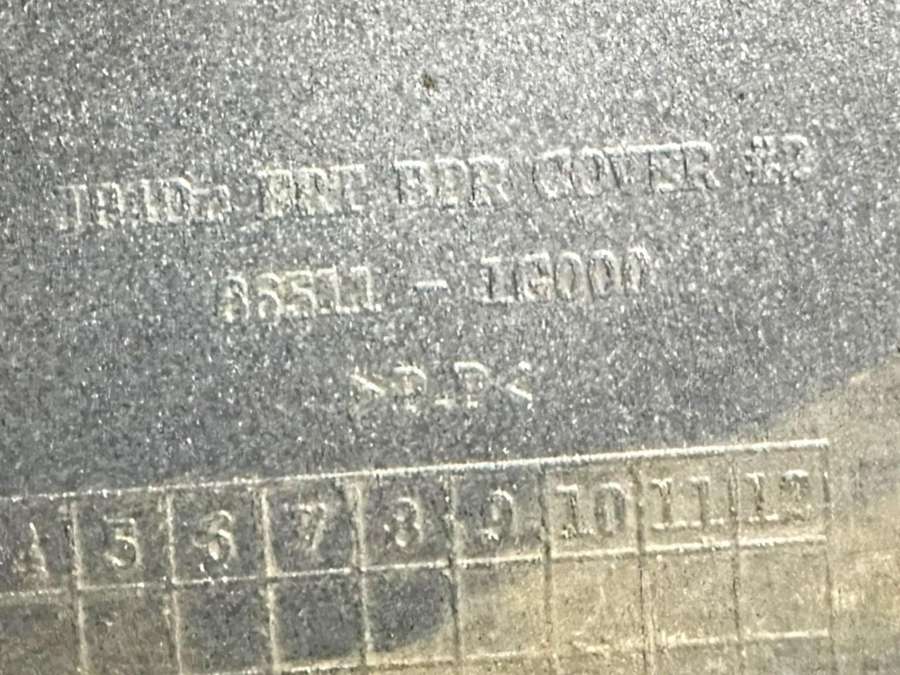 FRT BPR COVER #2
86511 - 1G000
>P.P<
4 5 6 7 8 9 10 11 12